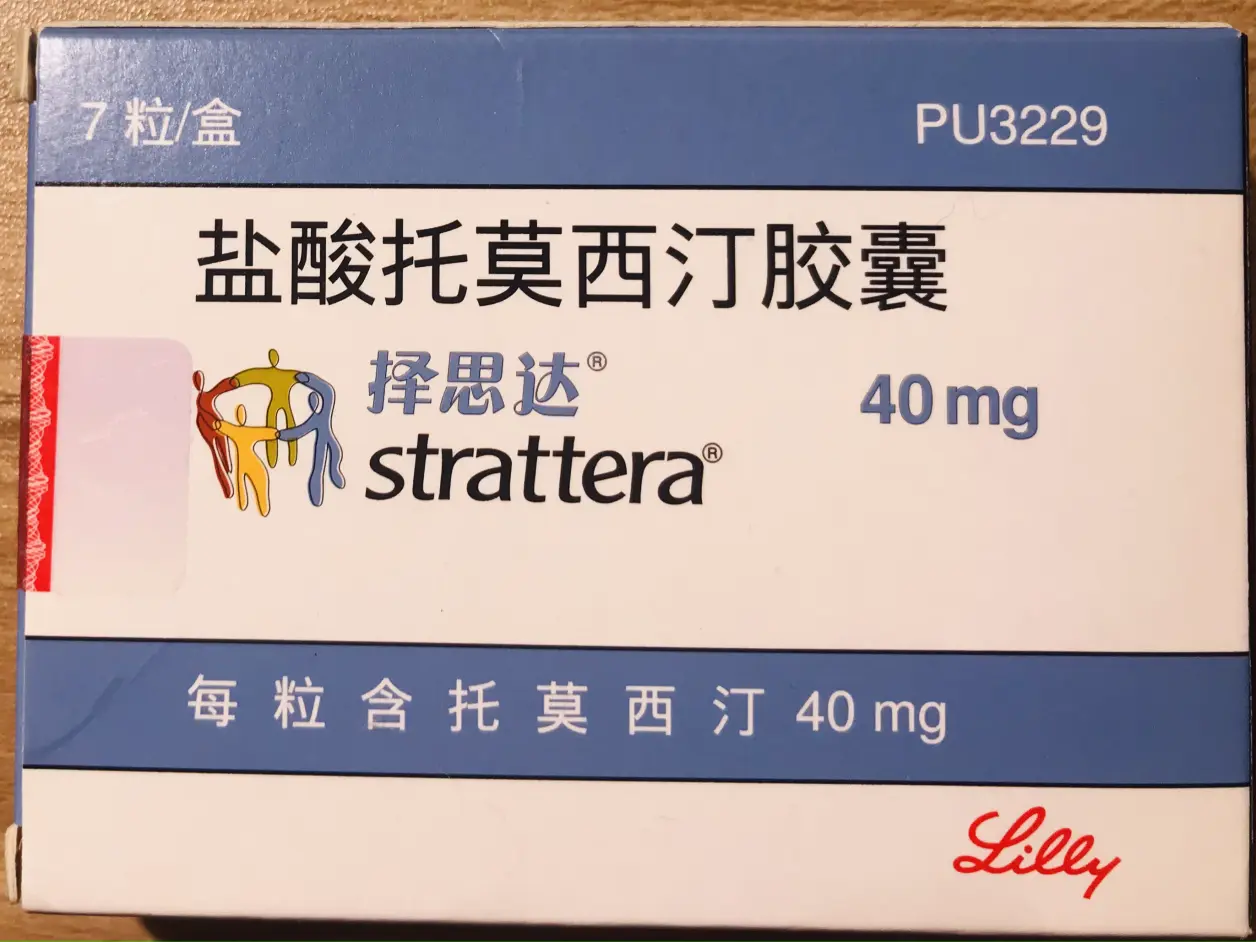 7 粒/盒
PU3229
盐酸托莫西汀胶囊
择思达®
40 mg
strattera®
每粒含托莫西汀 40 mg
Lilly